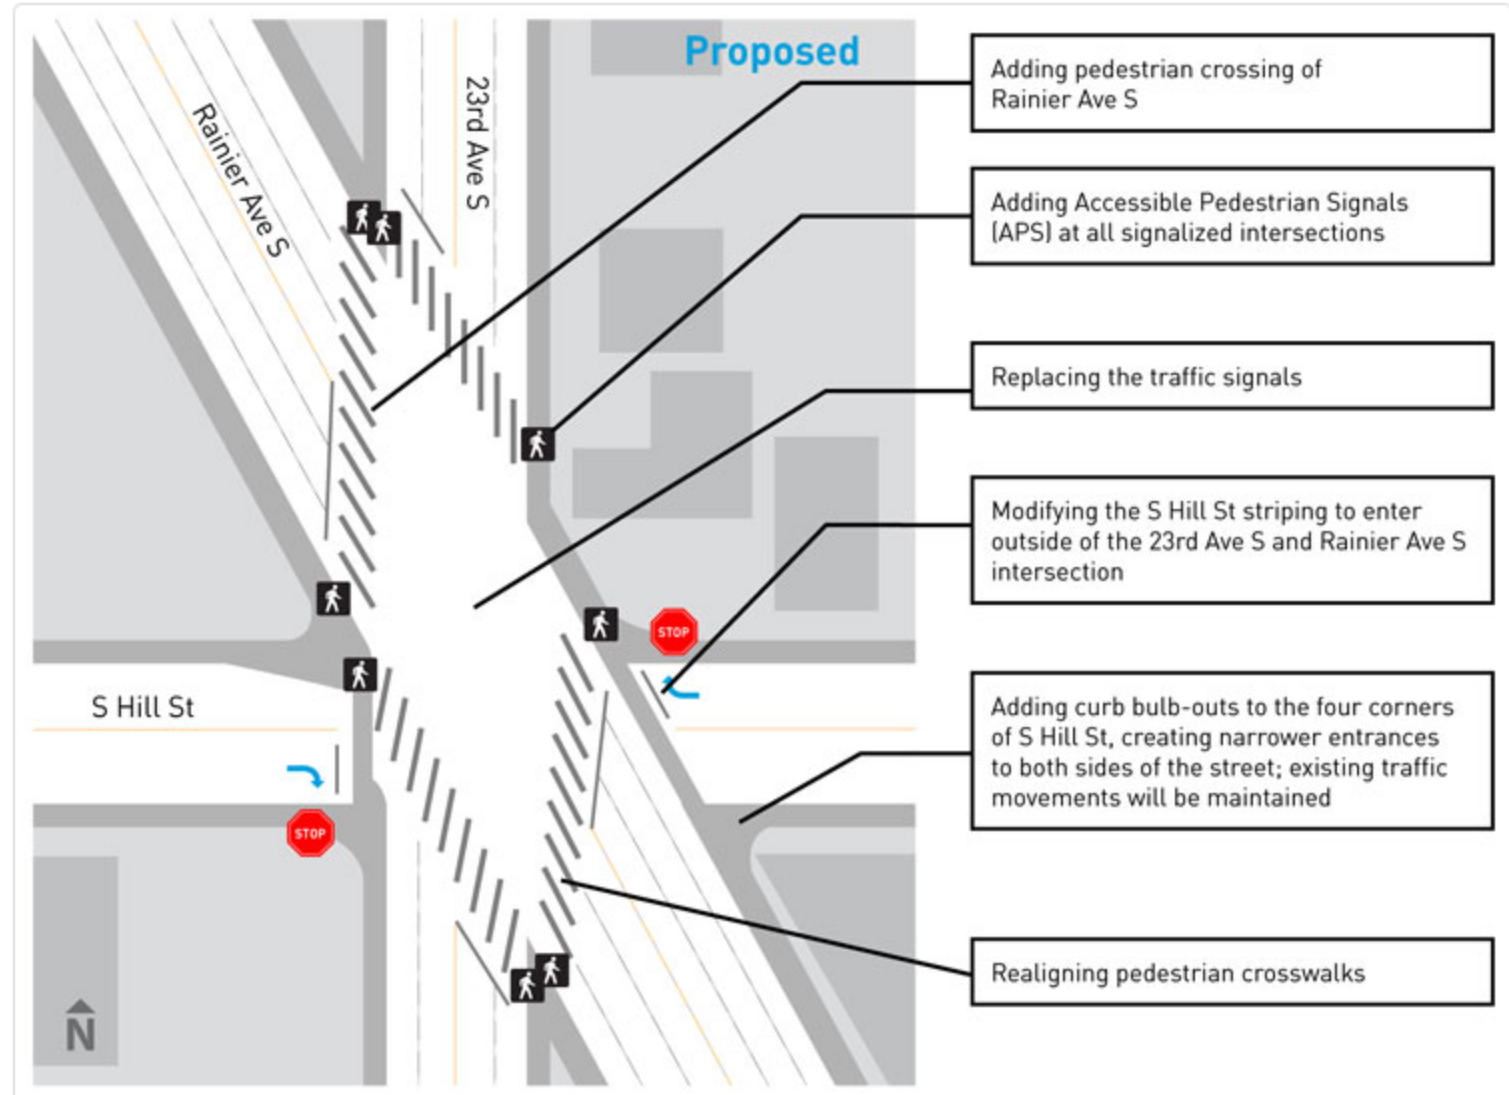 Proposed
Rainier Ave S
23rd Ave S
Adding pedestrian crossing of
Rainier Ave S
Adding Accessible Pedestrian Signals
(APS) at all signalized intersections
Replacing the traffic signals
Modifying the S Hill St striping to enter
outside of the 23rd Ave S and Rainier Ave S
intersection
STOP
S Hill St
Adding curb bulb-outs to the four corners
of S Hill St, creating narrower entrances
to both sides of the street; existing traffic
movements will be maintained
STOP
Realigning pedestrian crosswalks
N